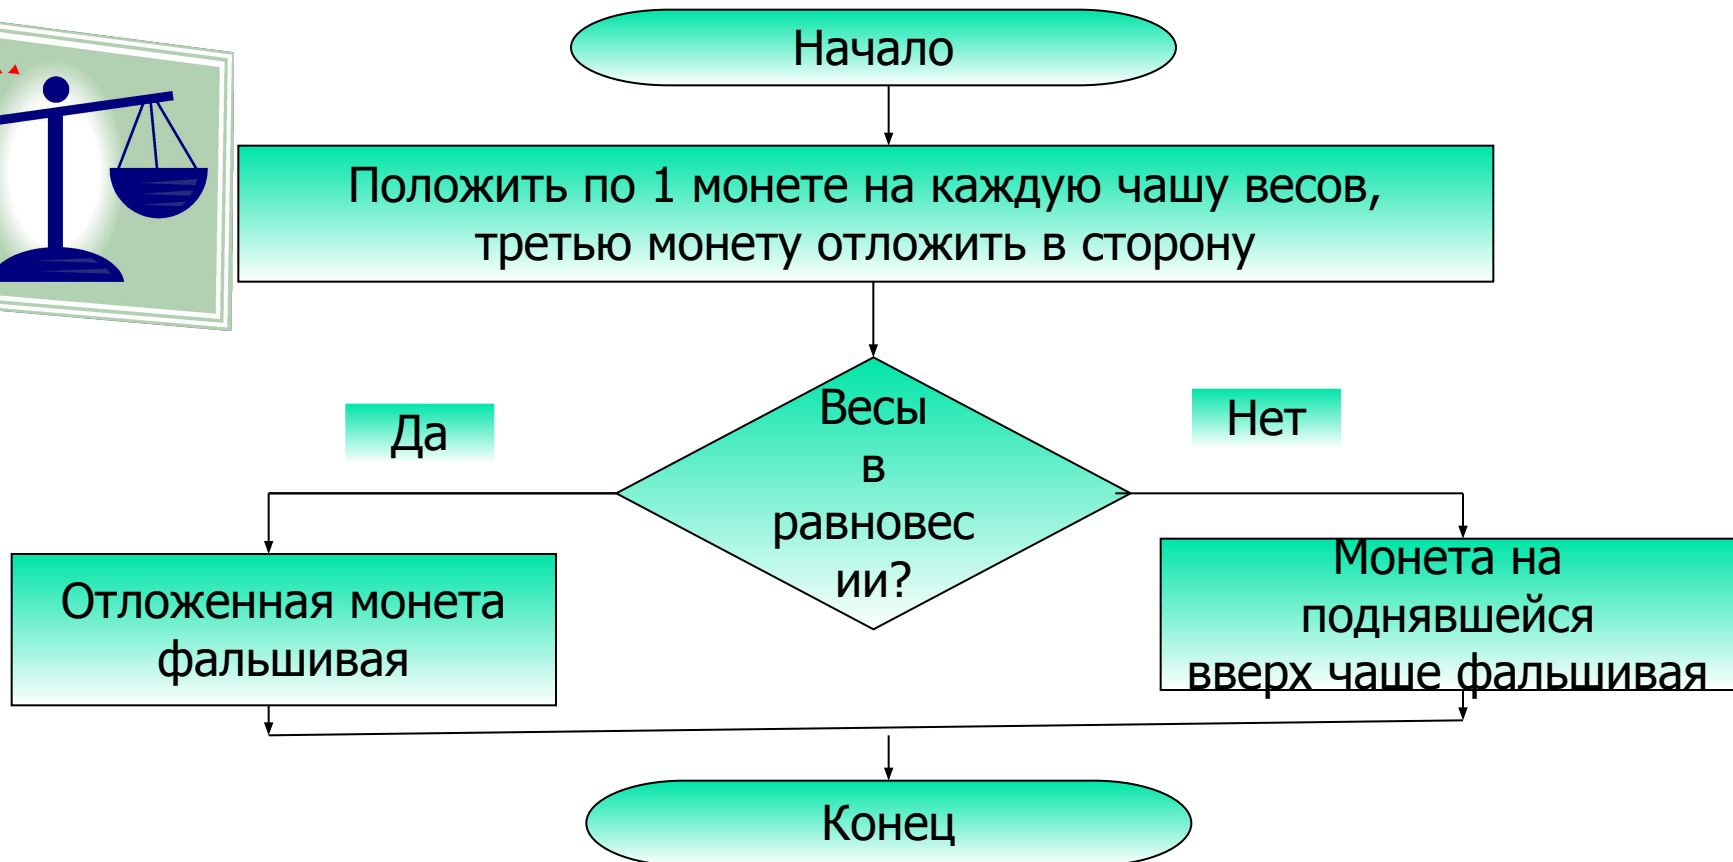 Начало
Положить по 1 монете на каждую чашу весов,
третью монету отложить в сторону
Весы
в
равновес
ии?
Да
Нет
Отложенная монета
фальшивая
Монета на
поднявшейся
вверх чаше фальшивая
Конец